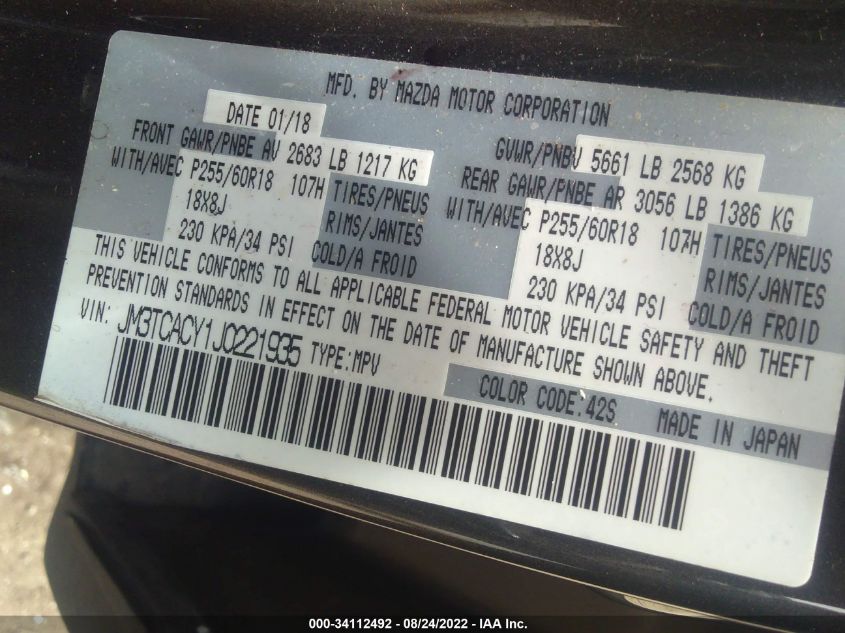 MFD. BY MAZDA MOTOR CORPORATION
DATE 01/18
GVWR/PNBV 5661 LB 2568 KG
FRONT GAWR/PNBE AV 2683 LB 1217 KG
REAR GAWR/PNBE AR 3056 LB 1386 KG
WITH/AVEC P255/60R18 107H TIRES/PNEUS
WITH/AVEC P255/60R18 107H TIRES/PNEUS
18X8J RIMS/JANTES
18X8J RIMS/JANTES
230 KPA/34 PSI COLD/A FROID
230 KPA/34 PSI COLD/A FROID
THIS VEHICLE CONFORMS TO ALL APPLICABLE FEDERAL MOTOR VEHICLE SAFETY AND THEFT
PREVENTION STANDARDS IN EFFECT ON THE DATE OF MANUFACTURE SHOWN ABOVE.
VIN: JM3TCACY1J0221935 TYPE:MPV
COLOR CODE:42S MADE IN JAPAN
000-34112492 - 08/24/2022 - IAA Inc.